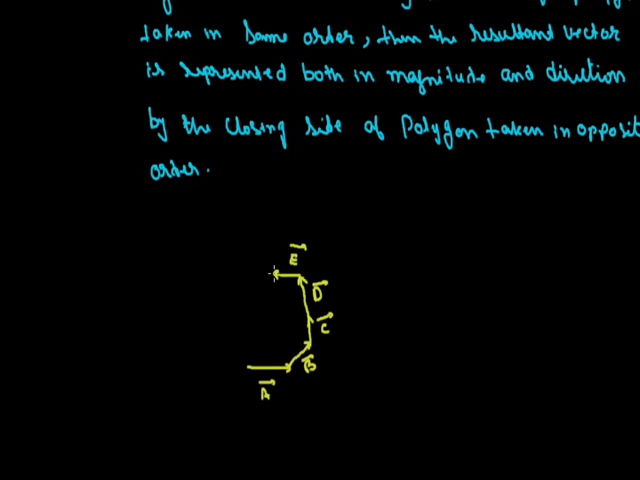 taken in same order, then the resultant vector
is represented both in magnitude and direction
by the closing side of Polygon taken in opposit
order.
E
D
C
B
A